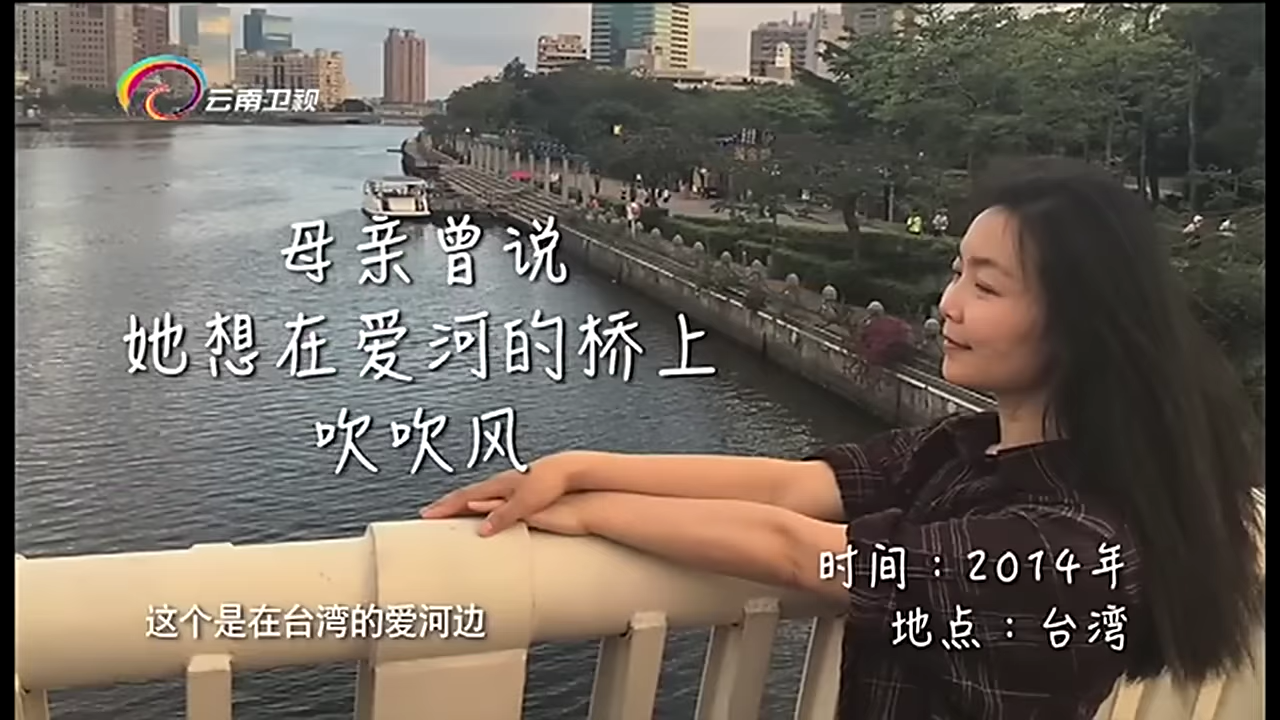 云南卫视
母亲曾说
她想在爱河的桥上
吹吹风
时间：2014年
地点：台湾
这个是在台湾的爱河边